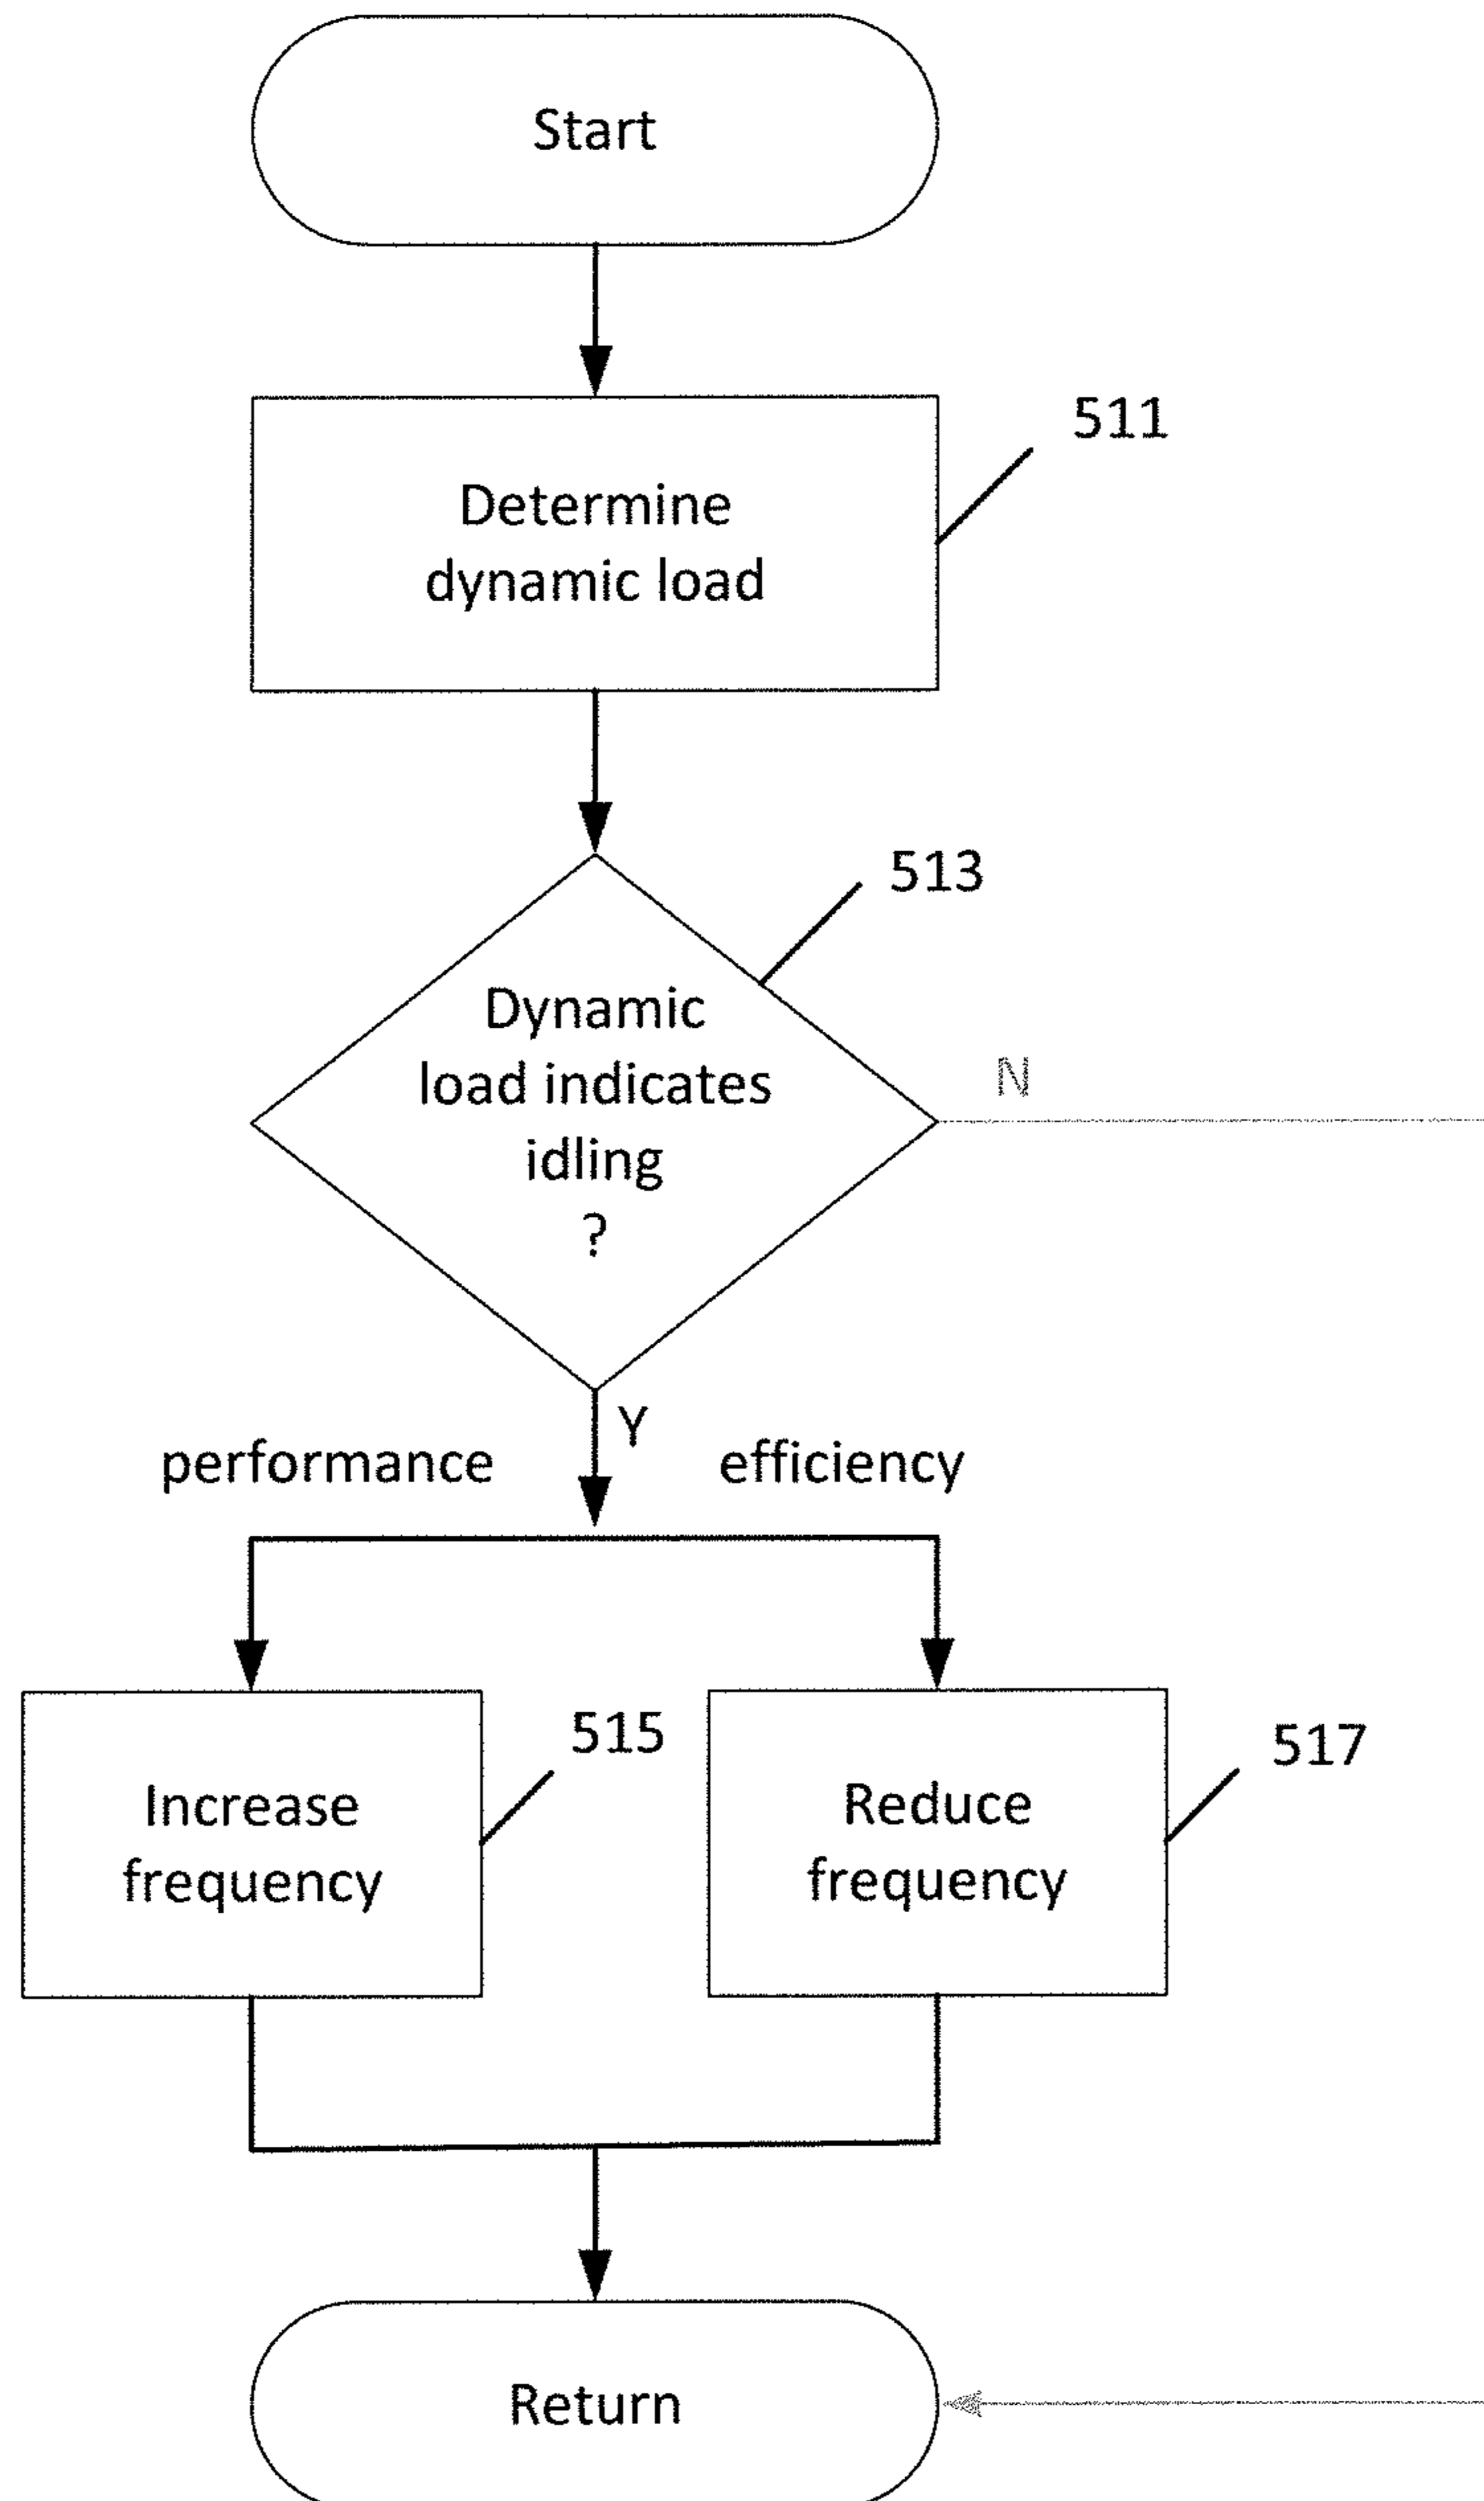 Start
511
Determine
dynamic load
513
Dynamic
load indicates
idling
?
N
Y
performance
efficiency
515
517
Increase
frequency
Reduce
frequency
Return